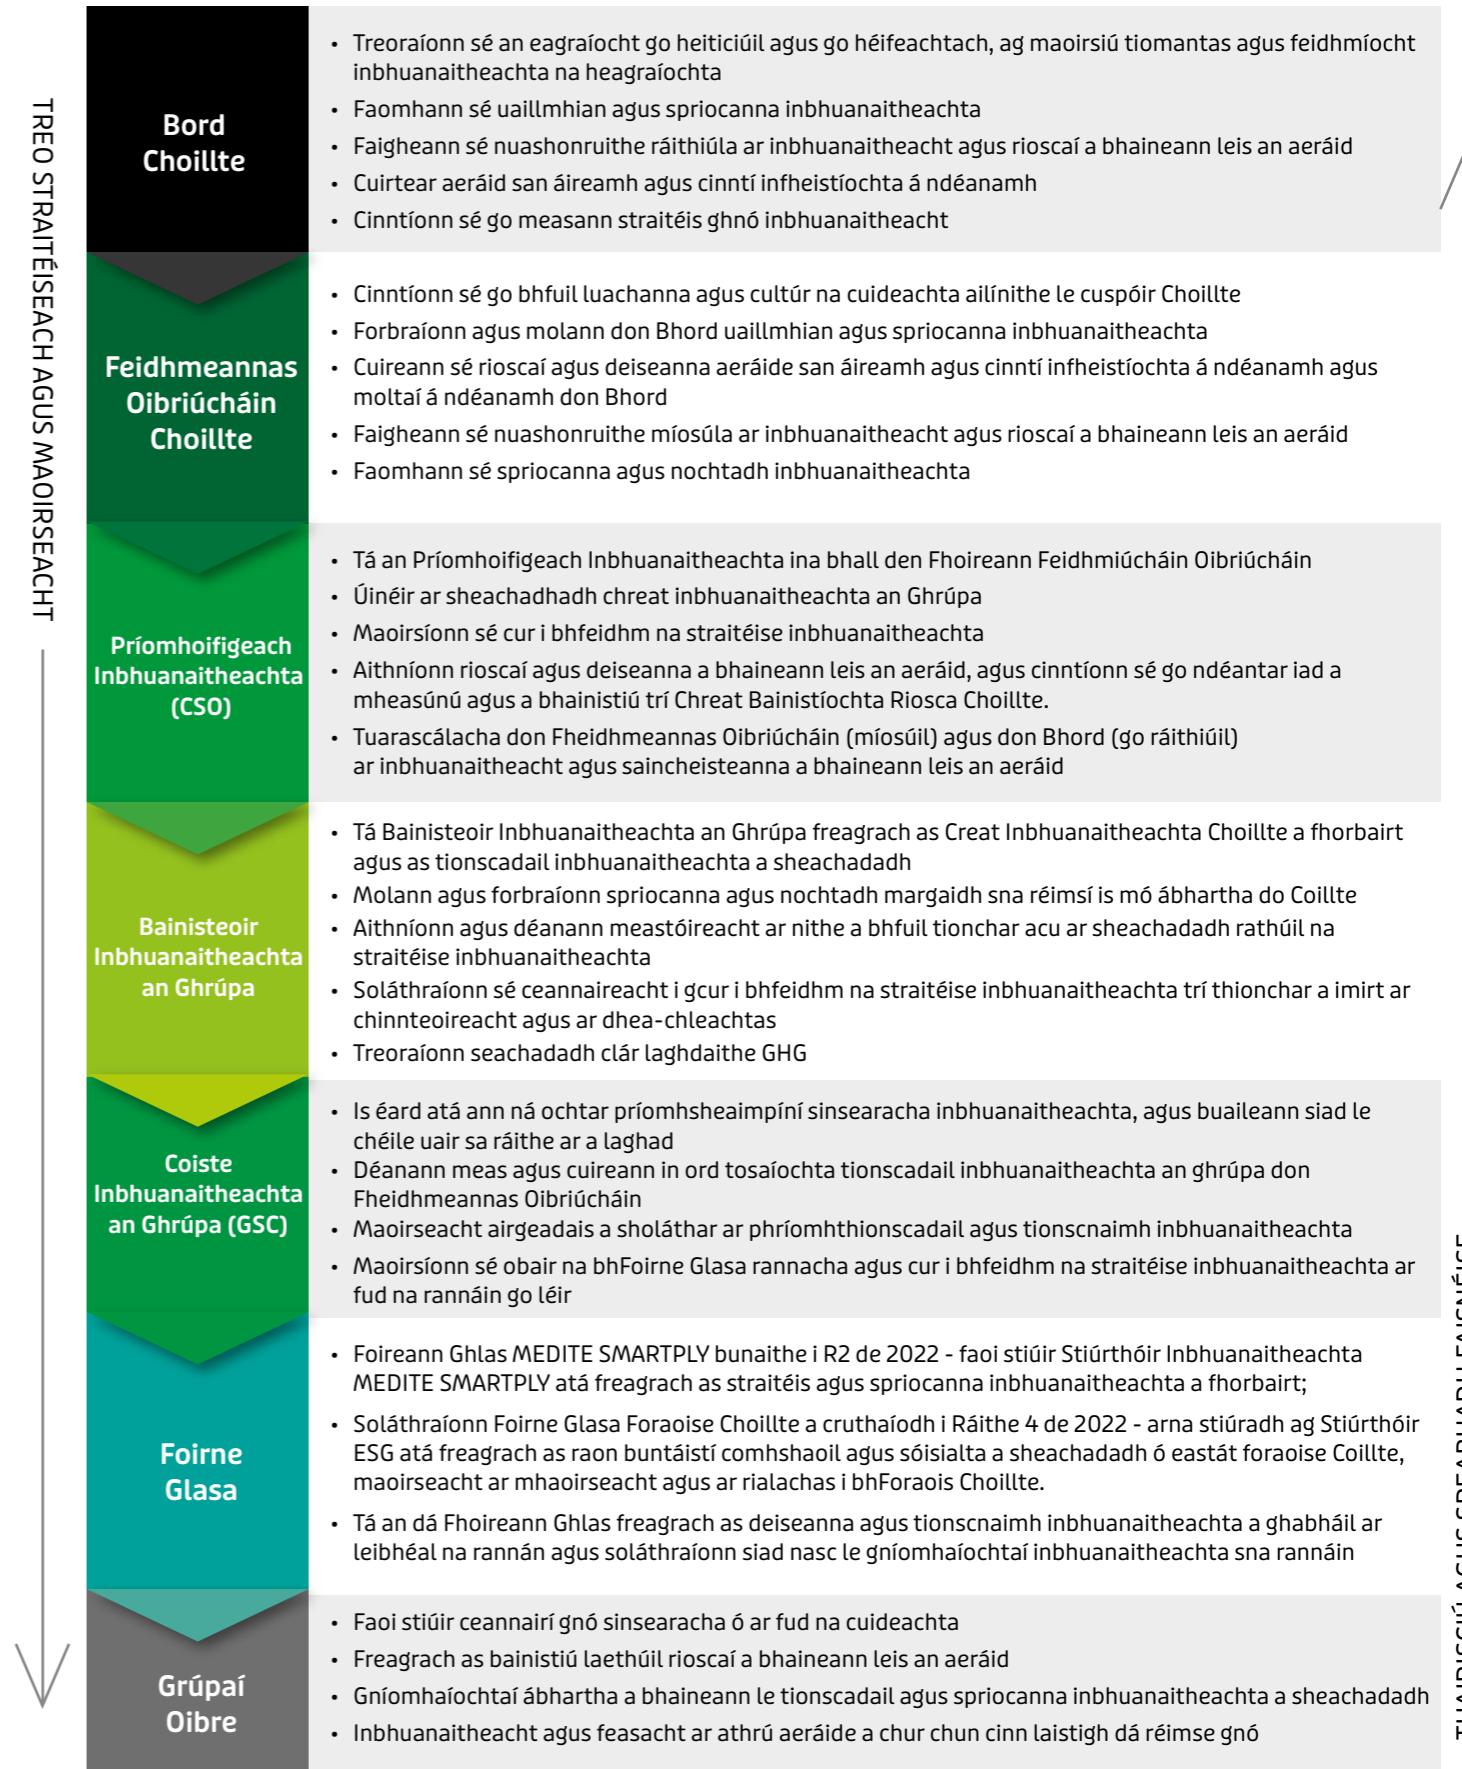 TREO STRAITÉISEACH AGUS MAOIRSEACHT
Bord
Choillte
• Treoraíonn sé an eagraíocht go heiticiúil agus go héifeachtach, ag maoirsiú tiomantas agus feidhmíocht
inbhuanaitheachta na heagraíochta
• Faomhann sé uaillmhian agus spriocanna inbhuanaitheachta
• Faigheann sé nuashonruithe ráithiúla ar inbhuanaitheacht agus rioscaí a bhaineann leis an aeráid
• Cuirtear aeráid san áireamh agus cinntí infheistíochta á ndéanamh
• Cinntíonn sé go measann straitéis ghnó inbhuanaitheacht
Feidhmeannas
Oibriúcháin
Choillte
• Cinntíonn sé go bhfuil luachanna agus cultúr na cuideachta ailínithe le cuspóir Choillte
• Forbraíonn agus molann don Bhord uaillmhian agus spriocanna inbhuanaitheachta
• Cuireann sé rioscaí agus deiseanna aeráide san áireamh agus cinntí infheistíochta á ndéanamh agus
moltaí á ndéanamh don Bhord
• Faigheann sé nuashonruithe míosúla ar inbhuanaitheacht agus rioscaí a bhaineann leis an aeráid
• Faomhann sé spriocanna agus nochtadh inbhuanaitheachta
Príomhoifigeach
Inbhuanaitheachta
(CSO)
• Tá an Príomhoifigeach Inbhuanaitheachta ina bhall den Fhoireann Feidhmiúcháin Oibriúcháin
• Úinéir ar sheachadhadh chreat inbhuanaitheachta an Ghrúpa
• Maoirsíonn sé cur i bhfeidhm na straitéise inbhuanaitheachta
• Aithníonn rioscaí agus deiseanna a bhaineann leis an aeráid, agus cinntíonn sé go ndéantar iad a
mheasúnú agus a bhainistiú trí Chreat Bainistíochta Riosca Choillte.
• Tuarascálacha don Fheidhmeannas Oibriúcháin (míosúil) agus don Bhord (go ráithiúil)
ar inbhuanaitheacht agus saincheisteanna a bhaineann leis an aeráid
Bainisteoir
Inbhuanaitheachta
an Ghrúpa
• Tá Bainisteoir Inbhuanaitheachta an Ghrúpa freagrach as Creat Inbhuanaitheachta Choillte a fhorbairt
agus as tionscadail inbhuanaitheachta a sheachadadh
• Molann agus forbraíonn spriocanna agus nochtadh margaidh sna réimsí is mó ábhartha do Coillte
• Aithníonn agus déanann meastóireacht ar nithe a bhfuil tionchar acu ar sheachadadh rathúil na
straitéise inbhuanaitheachta
• Soláthraíonn sé ceannaireacht i gcur i bhfeidhm na straitéise inbhuanaitheachta trí thionchar a imirt ar
chinnteoireacht agus ar dhea-chleachtas
• Treoraíonn seachadadh clár laghdaithe GHG
Coiste
Inbhuanaitheachta
an Ghrúpa (GSC)
• Is éard atá ann ná ochtar príomhsheaimpíní sinsearacha inbhuanaitheachta, agus buaileann siad le
chéile uair sa ráithe ar a laghad
• Déanann meas agus cuireann in ord tosaíochta tionscadail inbhuanaitheachta an ghrúpa don
Fheidhmeannas Oibriúcháin
• Maoirseacht airgeadais a sholáthar ar phríomhthionscadail agus tionscnaimh inbhuanaitheachta
• Maoirsíonn sé obair na bhFoirne Glasa rannacha agus cur i bhfeidhm na straitéise inbhuanaitheachta ar
fud na rannáin go léir
Foirne
Glasa
• Foireann Ghlas MEDITE SMARTPLY bunaithe i R2 de 2022 - faoi stiúir Stiúrthóir Inbhuanaitheachta
MEDITE SMARTPLY atá freagrach as straitéis agus spriocanna inbhuanaitheachta a fhorbairt;
• Soláthraíonn Foirne Glasa Foraoise Choillte a cruthaíodh i Ráithe 4 de 2022 - arna stiúradh ag Stiúrthóir
ESG atá freagrach as raon buntáistí comhshaoil agus sóisialta a sheachadadh ó eastát foraoise Coillte,
maoirseacht ar mhaoirseacht agus ar rialachas i bhForaois Choillte.
• Tá an dá Fhoireann Ghlas freagrach as deiseanna agus tionscnaimh inbhuanaitheachta a ghabháil ar
leibhéal na rannán agus soláthraíonn siad nasc le gníomhaíochtaí inbhuanaitheachta sna rannáin
Grúpaí
Oibre
• Faoi stiúir ceannairí gnó sinsearacha ó ar fud na cuideachta
• Freagrach as bainistiú laethúil rioscaí a bhaineann leis an aeráid
• Gníomhaíochtaí ábhartha a bhaineann le tionscadail agus spriocanna inbhuanaitheachta a sheachadadh
• Inbhuanaitheacht agus feasacht ar athrú aeráide a chur chun cinn laistigh dá réimse gnó